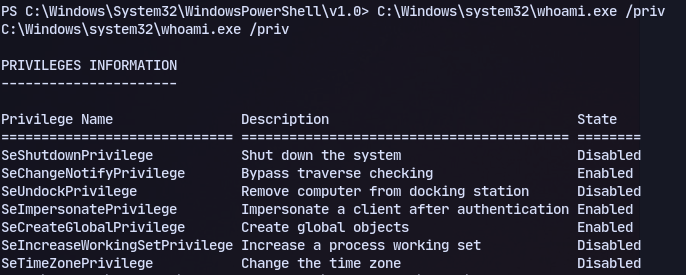 PS C:\Windows\System32\WindowsPowerShell\v1.0> C:\Windows\system32\whoami.exe /priv
C:\Windows\system32\whoami.exe /priv
PRIVILEGES INFORMATION
----------------------
Privilege Name Description State
============================= ========================================= ========
SeShutdownPrivilege Shut down the system Disabled
SeChangeNotifyPrivilege Bypass traverse checking Enabled
SeUndockPrivilege Remove computer from docking station Disabled
SeImpersonatePrivilege Impersonate a client after authentication Enabled
SeCreateGlobalPrivilege Create global objects Enabled
SeIncreaseWorkingSetPrivilege Increase a process working set Disabled
SeTimeZonePrivilege Change the time zone Disabled